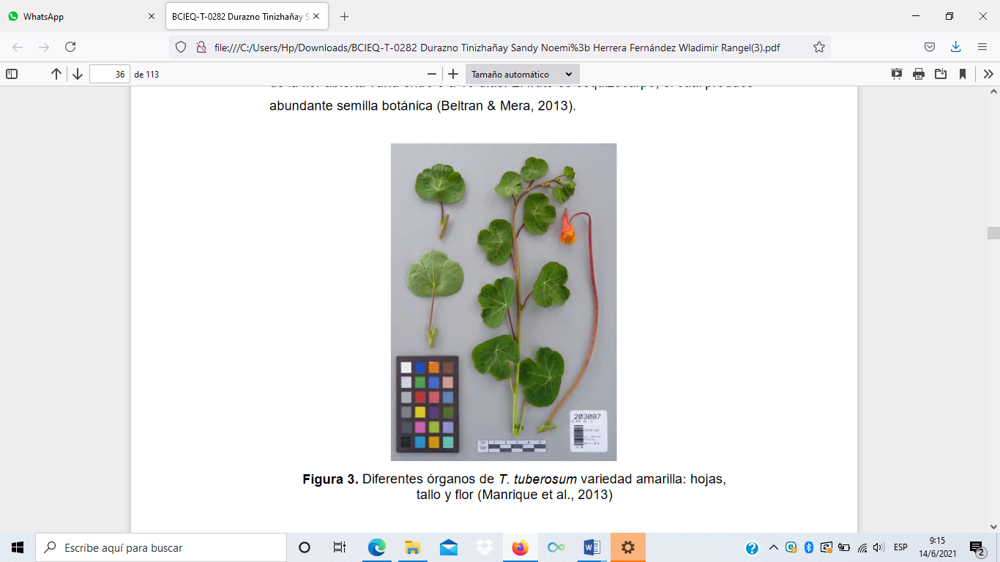 WhatsApp
BCIEQ-T-0282 Durazno Tinizhañay S
file:///C:/Users/Hp/Downloads/BCIEQ-T-0282 Durazno Tinizhañay Sandy Noemi%3b Herrera Fernández Wladimir Rangel(3).pdf
36 de 113
Tamaño automático
abundante semilla botánica (Beltran & Mera, 2013).
203087
Figura 3. Diferentes órganos de T. tuberosum variedad amarilla: hojas,
tallo y flor (Manrique et al., 2013)
Escribe aquí para buscar
ESP
9:15
14/6/2021
2